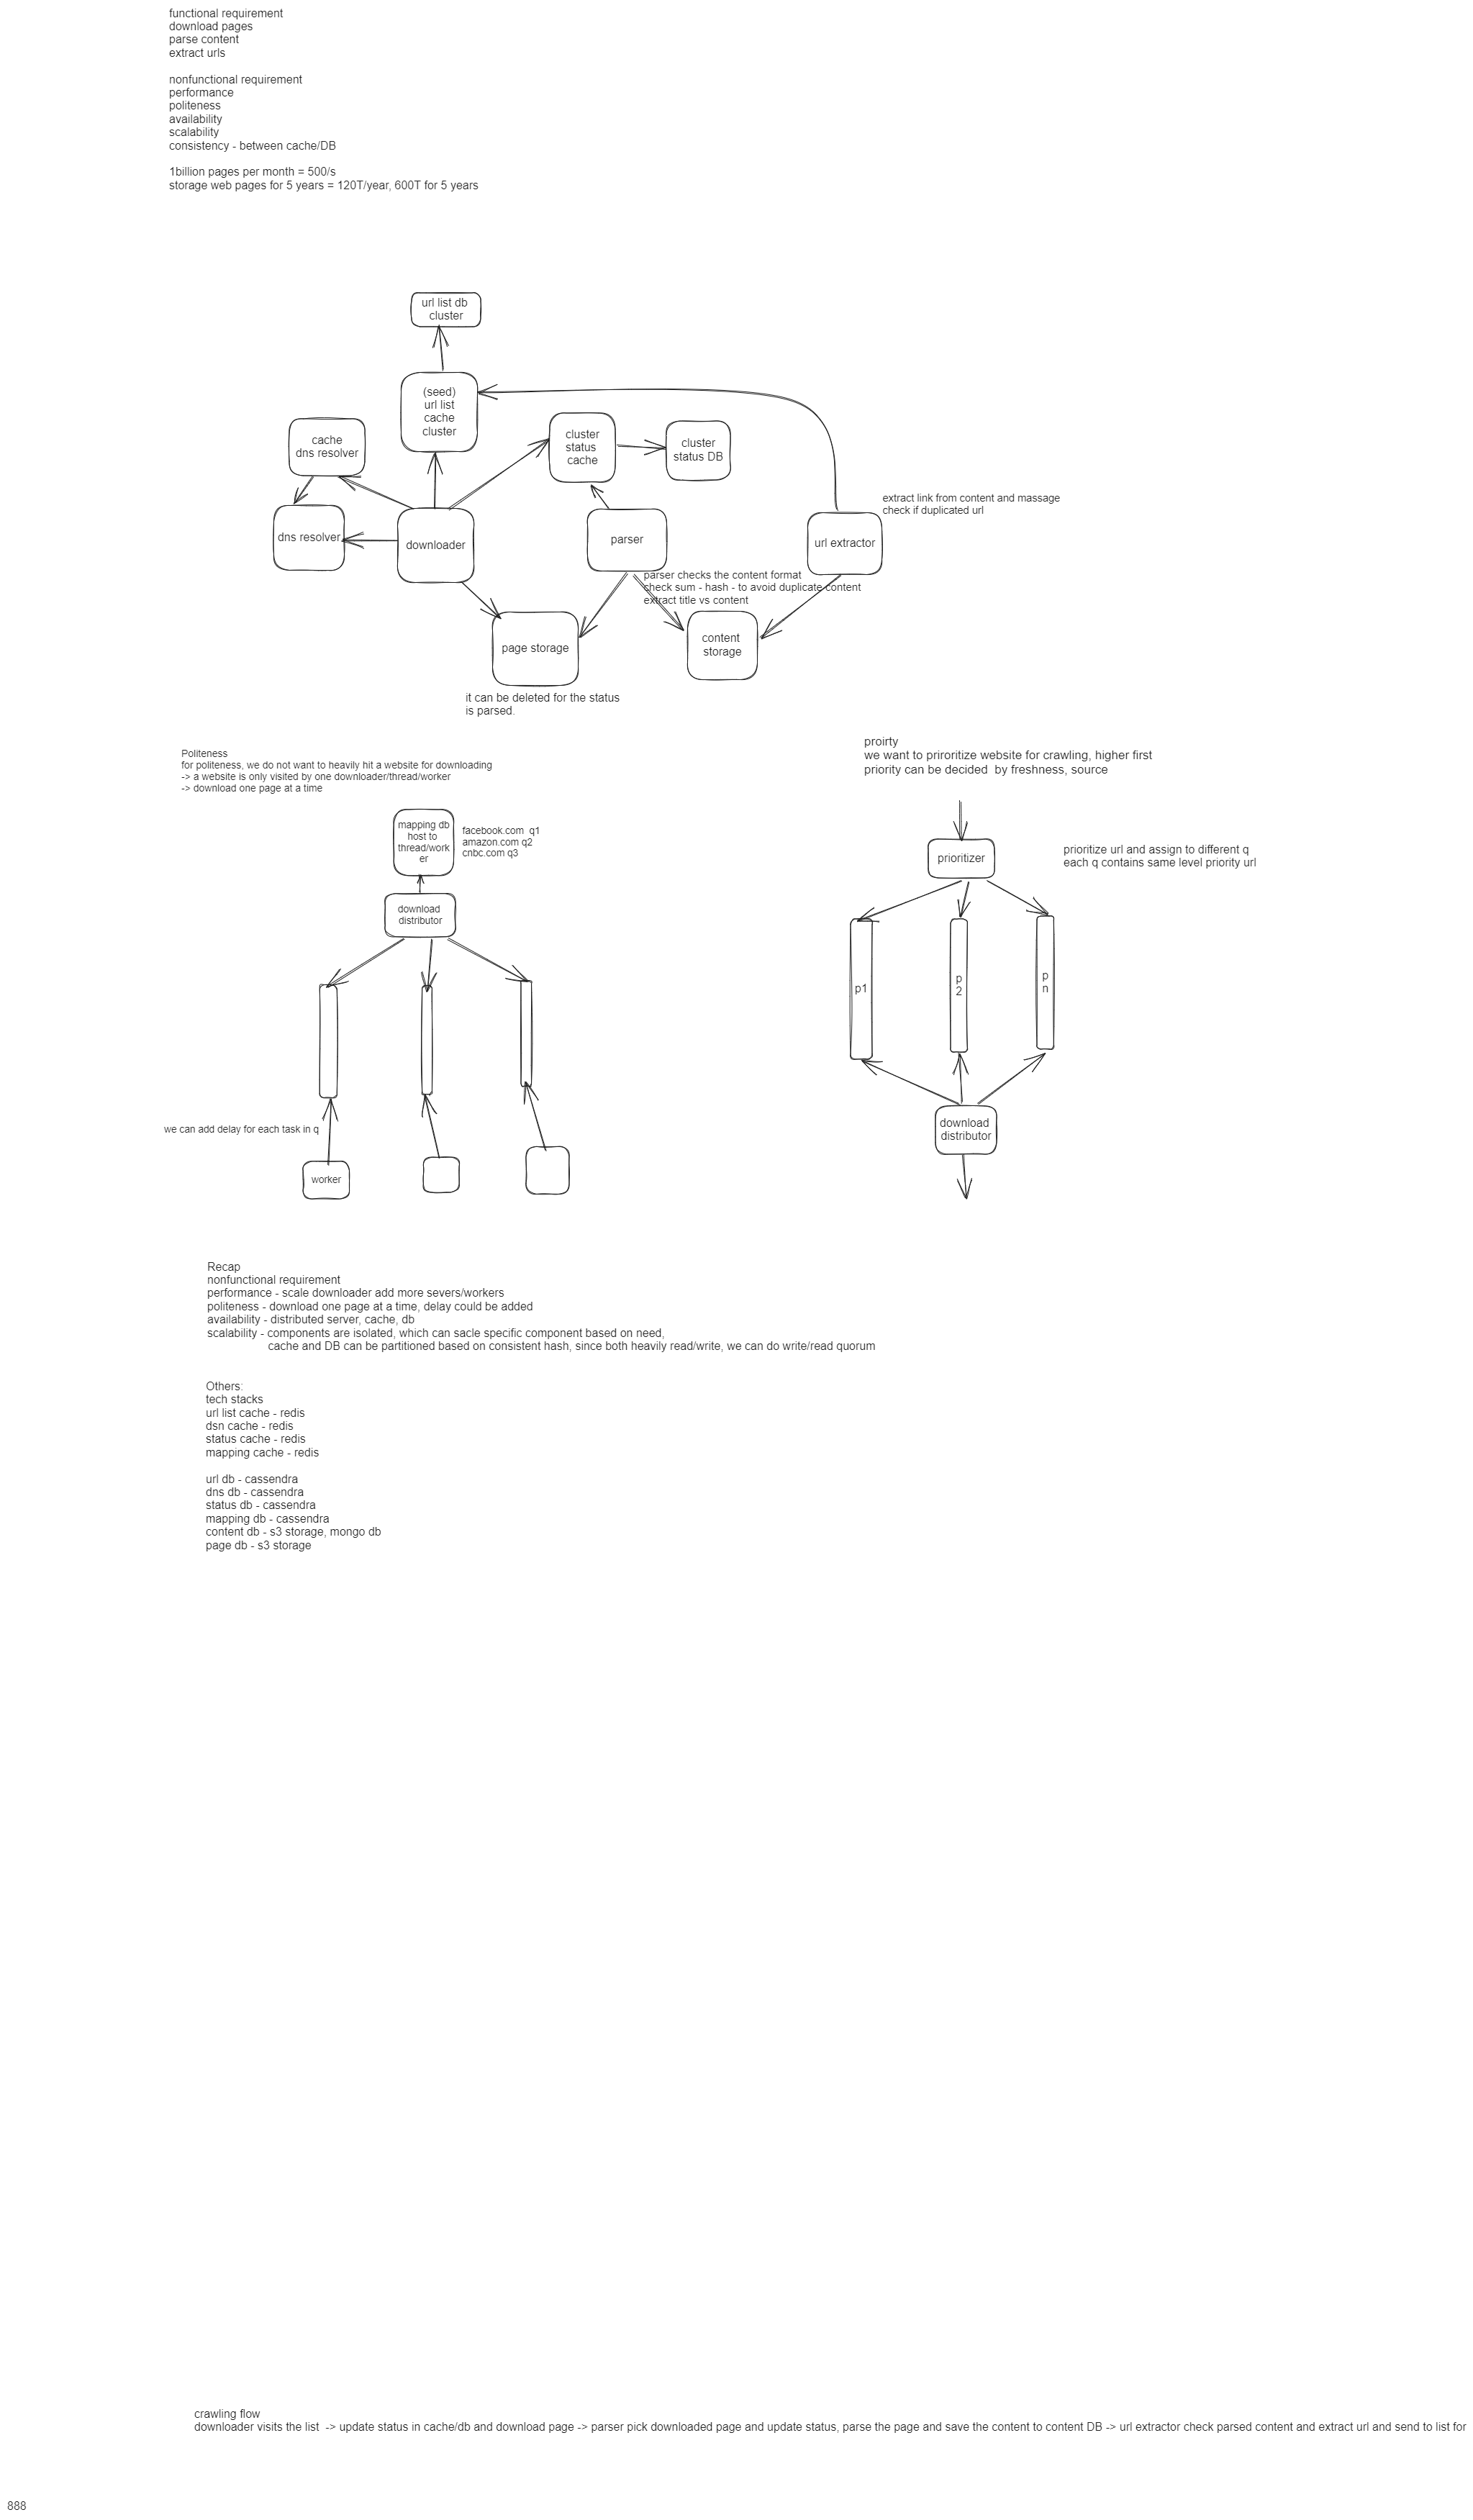 functional requirement
download pages
parse content
extract urls
nonfunctional requirement
performance
politeness
availability
scalability
consistency - between cache/DB
1billion pages per month = 500/s
storage web pages for 5 years = 120T/year, 600T for 5 years
url list db
cluster
(seed)
url list
cache
cluster
cache
dns resolver
cluster
status
cache
cluster
status DB
extract link from content and massage
check if duplicated url
dns resolver
downloader
parser
url extractor
parser checks the content format
check sum - hash - to avoid duplicate content
extract title vs content
page storage
content
storage
it can be deleted for the status
is parsed.
Politeness
for politeness, we do not want to heavily hit a website for downloading
-> a website is only visited by one downloader/thread/worker
-> download one page at a time
proirty
we want to priroritize website for crawling, higher first
priority can be decided  by freshness, source
mapping db
host to
thread/work
er
facebook.com  q1
amazon.com q2
cnbc.com q3
download
distributor
we can add delay for each task in q
worker
prioritizer
prioritize url and assign to different q
each q contains same level priority url
p1
p
2
p
n
download
distributor
Recap
nonfunctional requirement
performance - scale downloader add more severs/workers
politeness - download one page at a time, delay could be added
availability - distributed server, cache, db
scalability - components are isolated, which can sacle specific component based on need,
cache and DB can be partitioned based on consistent hash, since both heavily read/write, we can do write/read quorum
Others:
tech stacks
url list cache - redis
dsn cache - redis
status cache - redis
mapping cache - redis
url db - cassendra
dns db - cassendra
status db - cassendra
mapping db - cassendra
content db - s3 storage, mongo db
page db - s3 storage
crawling flow
downloader visits the list  -> update status in cache/db and download page -> parser pick downloaded page and update status, parse the page and save the content to content DB -> url extractor check parsed content and extract url and send to list for
888